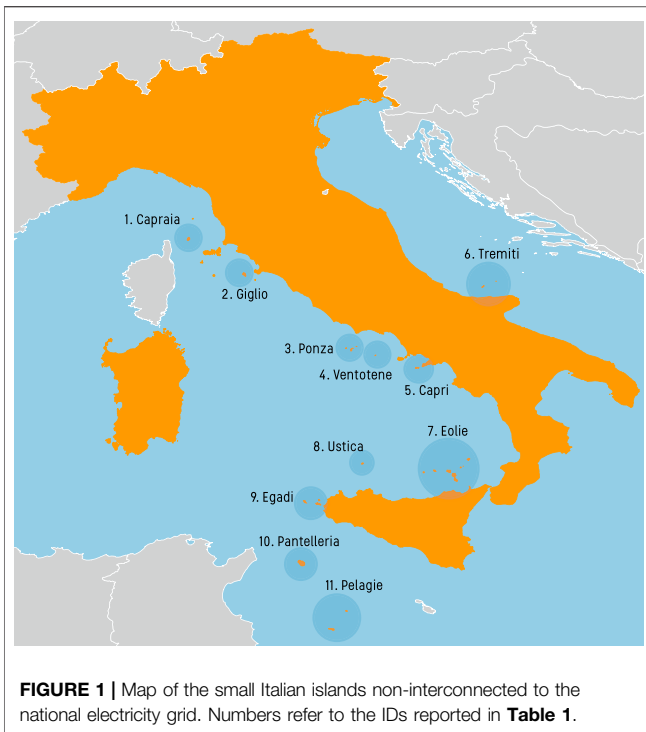 1. Capraia
2. Giglio
6. Tremiti
3. Ponza
4. Ventotene
5. Capri
7. Eolie
8. Ustica
9. Egadi
10. Pantelleria
11. Pelagie
FIGURE 1 | Map of the small Italian islands non-interconnected to the
national electricity grid. Numbers refer to the IDs reported in Table 1.